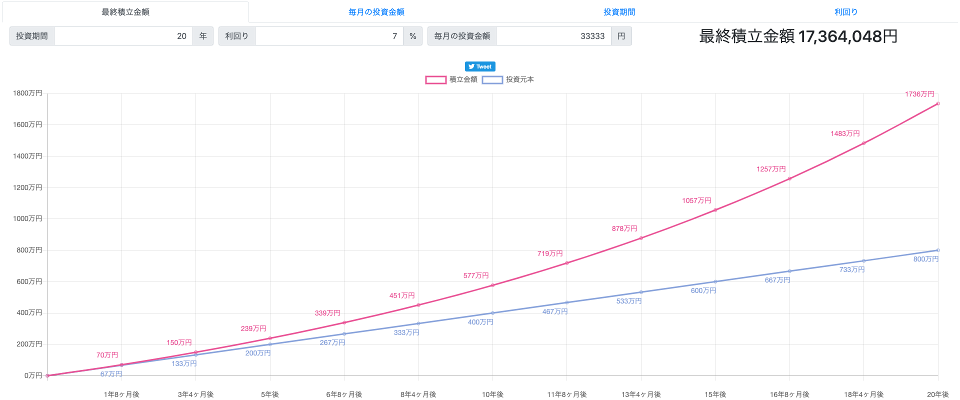 最終積立金額 毎月の投資金額 投資期間 利回り
投資期間 20 年 利回り 7 % 毎月の投資金額 33333 円 最終積立金額 17,364,048円
Tweet
積立金額 投資元本
1800万円
1736万円
1600万円
1483万円
1400万円
1257万円
1200万円
1057万円
1000万円
878万円
800万円
719万円
800万円
733万円
577万円
667万円
600万円
600万円
451万円
533万円
467万円
400万円
339万円
400万円
333万円
239万円
267万円
200万円
150万円
200万円
70万円
133万円
67万円
0万円
1年8ヶ月後 3年4ヶ月後 5年後 6年8ヶ月後 8年4ヶ月後 10年後 11年8ヶ月後 13年4ヶ月後 15年後 16年8ヶ月後 18年4ヶ月後 20年後